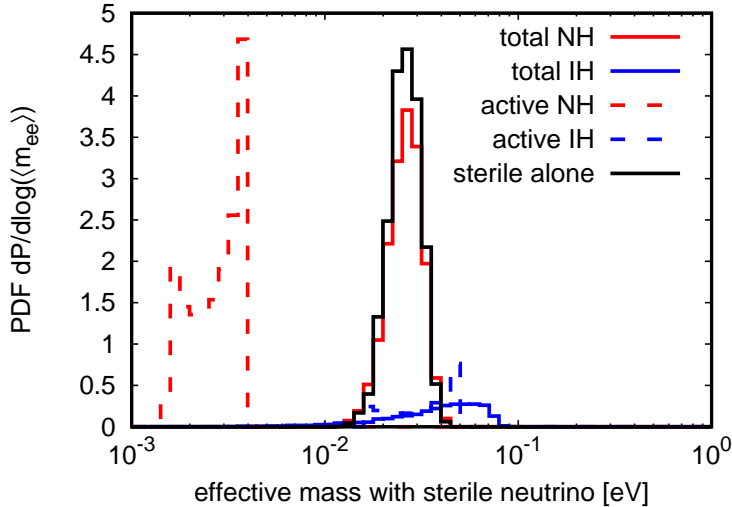 PDF dP/dlog(⟨m_ee⟩)
5
4.5
4
3.5
3
2.5
2
1.5
1
0.5
0
total NH
total IH
active NH
active IH
sterile alone
10^-3 10^-2 10^-1 10^0
effective mass with sterile neutrino [eV]